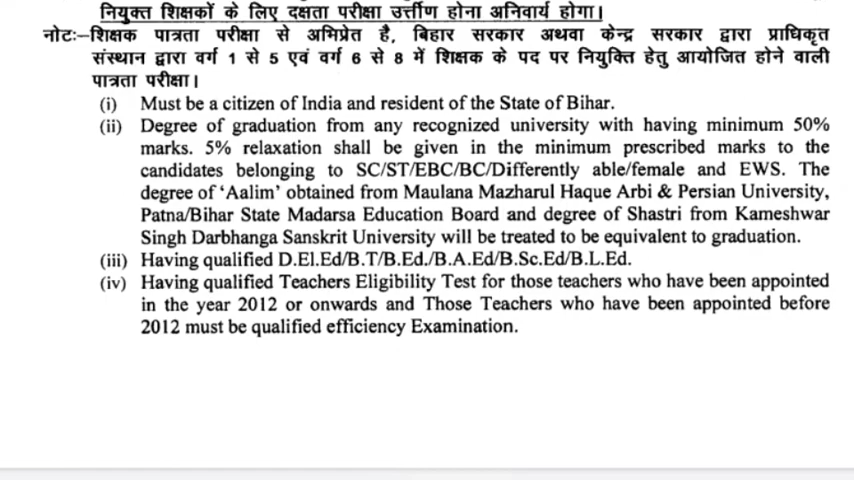 नियुक्त शिक्षकों के लिए दक्षता परीक्षा उत्तीण होना अनिवार्य होगा।
नोटः–शिक्षक पात्रता परीक्षा से अभिप्रेत है, बिहार सरकार अथवा केन्द्र सरकार द्वारा प्राधिकृत
संस्थान द्वारा वर्ग 1 से 5 एवं वर्ग 6 से 8 में शिक्षक के पद पर नियुक्ति हेतु आयोजित होने वाली
पात्रता परीक्षा।
(i) Must be a citizen of India and resident of the State of Bihar.
(ii) Degree of graduation from any recognized university with having minimum 50%
marks. 5% relaxation shall be given in the minimum prescribed marks to the
candidates belonging to SC/ST/EBC/BC/Differently able/female and EWS. The
degree of ‘Aalim’ obtained from Maulana Mazharul Haque Arbi & Persian University,
Patna/Bihar State Madarsa Education Board and degree of Shastri from Kameshwar
Singh Darbhanga Sanskrit University will be treated to be equivalent to graduation.
(iii) Having qualified D.El.Ed/B.T/B.Ed./B.A.Ed/B.Sc.Ed/B.L.Ed.
(iv) Having qualified Teachers Eligibility Test for those teachers who have been appointed
in the year 2012 or onwards and Those Teachers who have been appointed before
2012 must be qualified efficiency Examination.